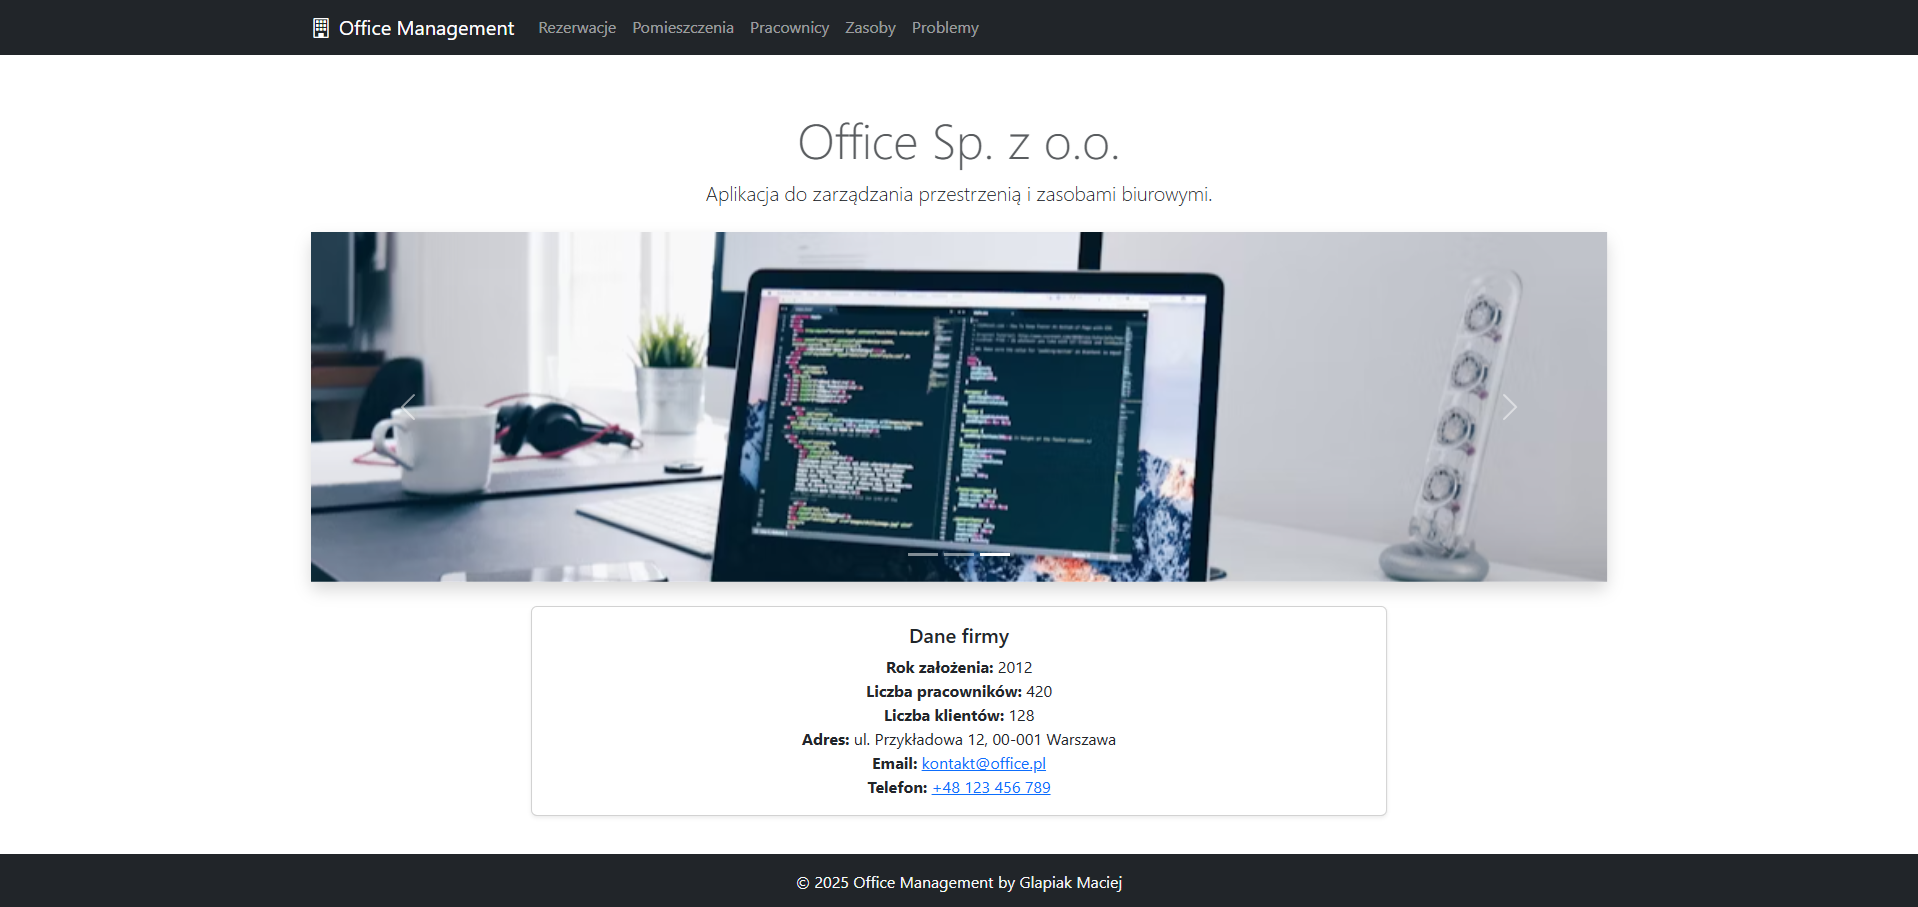 Office Management Rezerwacje Pomieszczenia Pracownicy Zasoby Problemy
Office Sp. z o.o.
Aplikacja do zarządzania przestrzenią i zasobami biurowymi.
Dane firmy
Rok założenia: 2012
Liczba pracowników: 420
Liczba klientów: 128
Adres: ul. Przykładowa 12, 00-001 Warszawa
Email: kontakt@office.pl
Telefon: +48 123 456 789
© 2025 Office Management by Glapiak Maciej